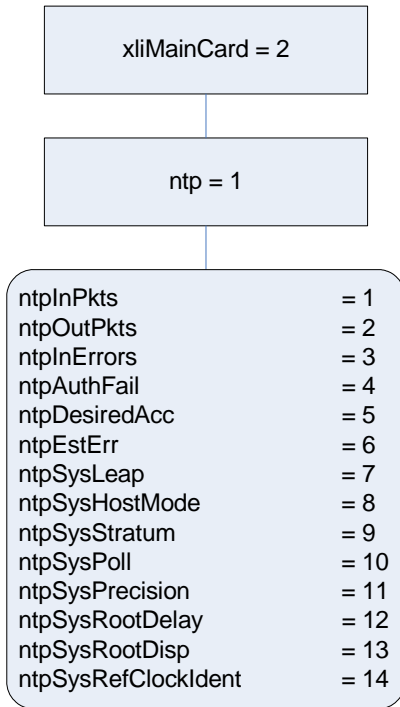 xliMainCard = 2
ntp = 1
ntpInPkts = 1
ntpOutPkts = 2
ntpInErrors = 3
ntpAuthFail = 4
ntpDesiredAcc = 5
ntpEstErr = 6
ntpSysLeap = 7
ntpSysHostMode = 8
ntpSysStratum = 9
ntpSysPoll = 10
ntpSysPrecision = 11
ntpSysRootDelay = 12
ntpSysRootDisp = 13
ntpSysRefClockIdent = 14